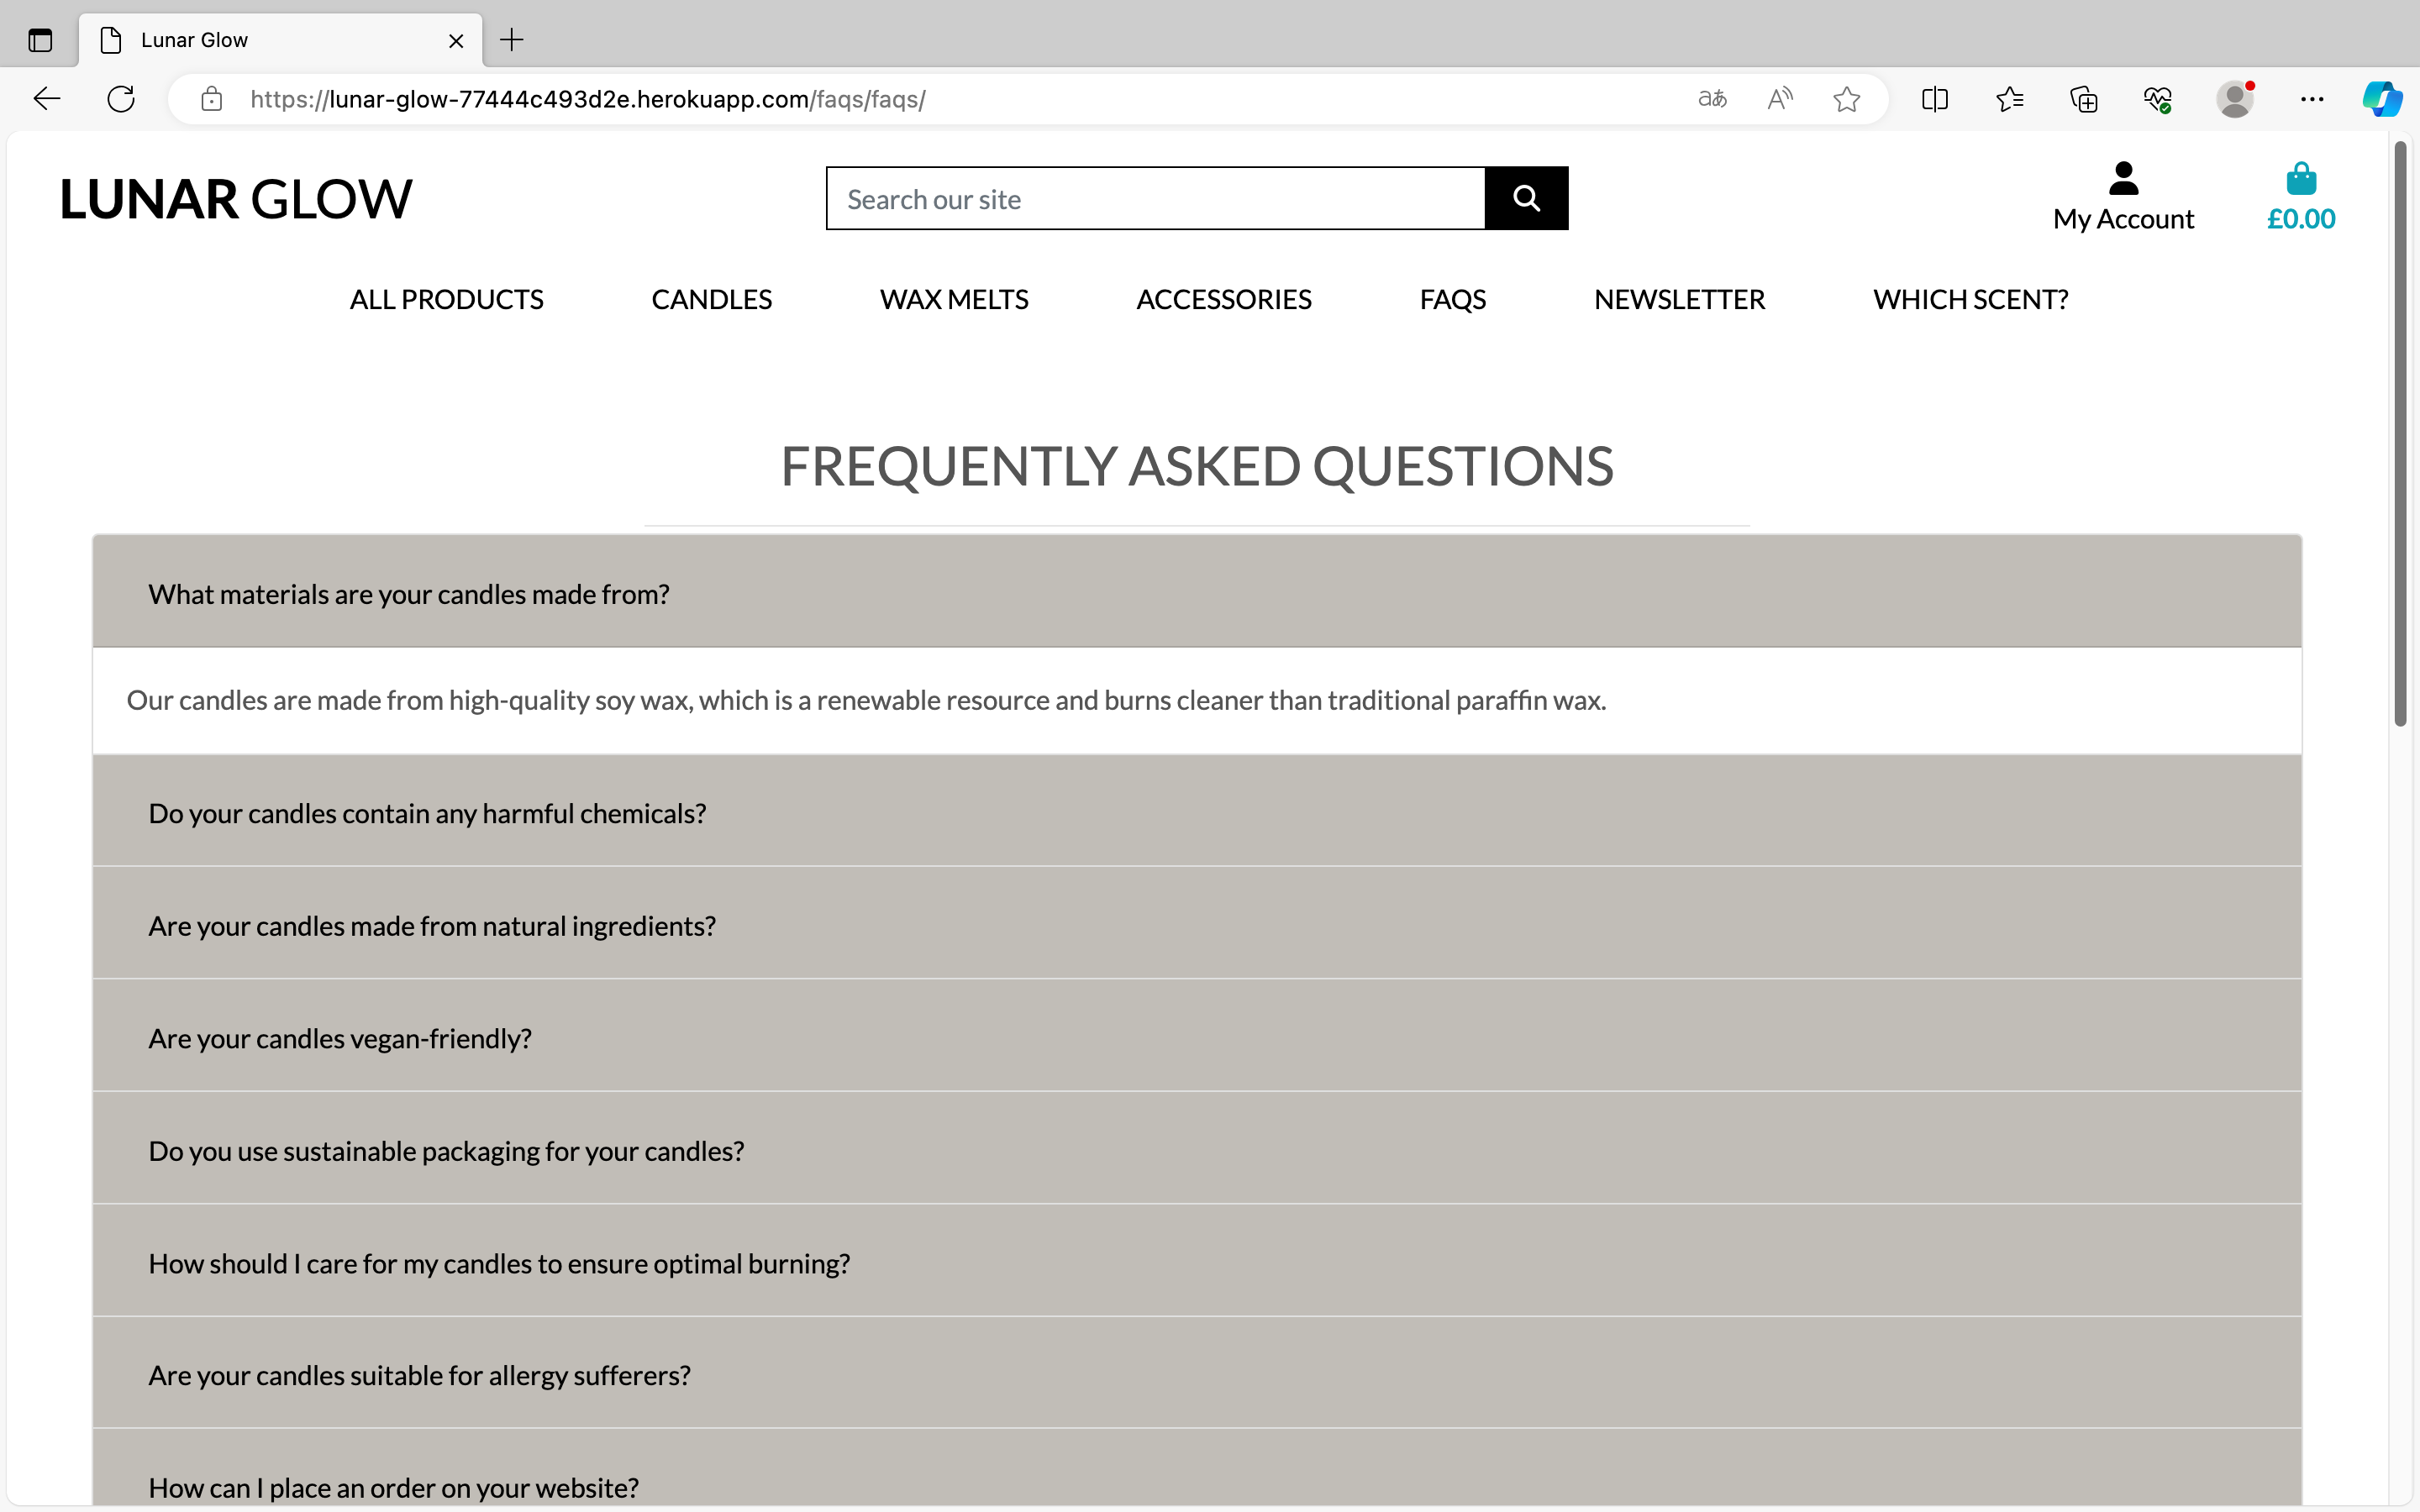 Lunar Glow
https://lunar-glow-77444c493d2e.herokuapp.com/faqs/faqs/
LUNAR GLOW
Search our site
My Account
£0.00
ALL PRODUCTS
CANDLES
WAX MELTS
ACCESSORIES
FAQS
NEWSLETTER
WHICH SCENT?
FREQUENTLY ASKED QUESTIONS
What materials are your candles made from?
Our candles are made from high-quality soy wax, which is a renewable resource and burns cleaner than traditional paraffin wax.
Do your candles contain any harmful chemicals?
Are your candles made from natural ingredients?
Are your candles vegan-friendly?
Do you use sustainable packaging for your candles?
How should I care for my candles to ensure optimal burning?
Are your candles suitable for allergy sufferers?
How can I place an order on your website?